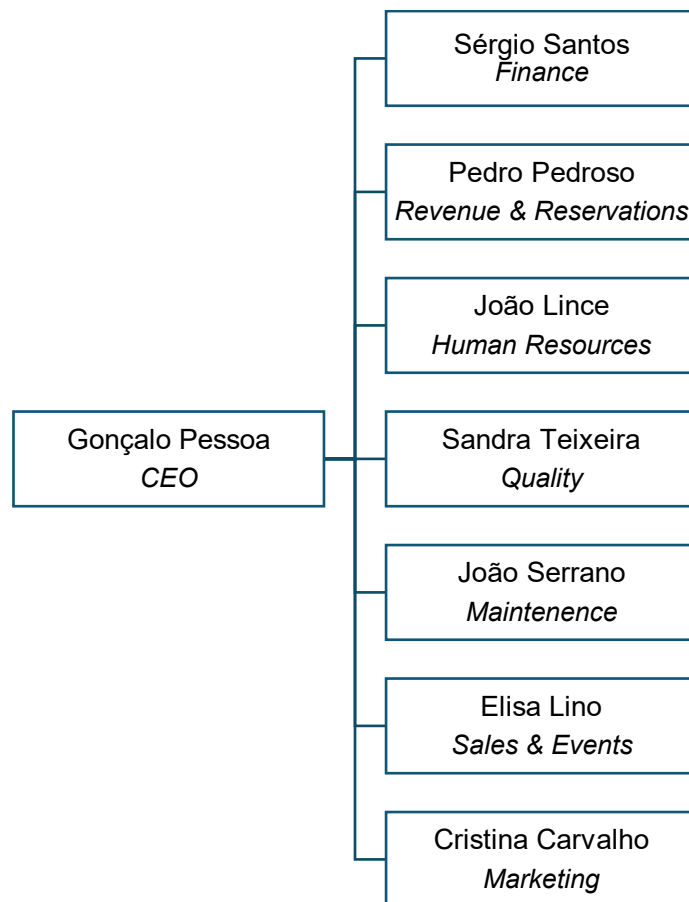 Sérgio Santos
Finance
Pedro Pedroso
Revenue & Reservations
João Lince
Human Resources
Gonçalo Pessoa
CEO
Sandra Teixeira
Quality
João Serrano
Maintenence
Elisa Lino
Sales & Events
Cristina Carvalho
Marketing